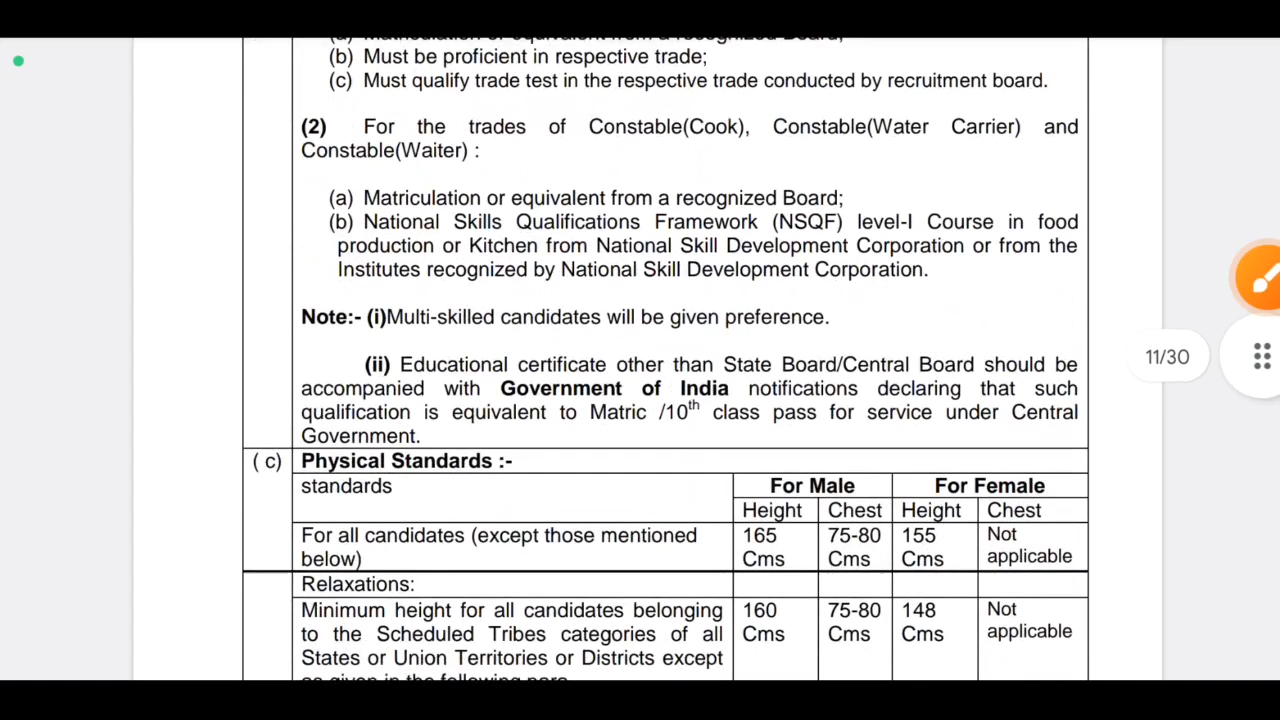 (b) Must be proficient in respective trade;
(c) Must qualify trade test in the respective trade conducted by recruitment board.
(2) For the trades of Constable(Cook), Constable(Water Carrier) and
Constable(Waiter) :
(a) Matriculation or equivalent from a recognized Board;
(b) National Skills Qualifications Framework (NSQF) level-I Course in food
production or Kitchen from National Skill Development Corporation or from the
Institutes recognized by National Skill Development Corporation.
Note:- (i)Multi-skilled candidates will be given preference.
(ii) Educational certificate other than State Board/Central Board should be
accompanied with Government of India notifications declaring that such
qualification is equivalent to Matric /10th class pass for service under Central
Government.
11/30
( c) Physical Standards :-
standards For Male For Female
Height Chest Height Chest
For all candidates (except those mentioned 165 75-80 155 Not
below) Cms Cms Cms applicable
Relaxations:
Minimum height for all candidates belonging 160 75-80 148 Not
to the Scheduled Tribes categories of all Cms Cms Cms applicable
States or Union Territories or Districts except